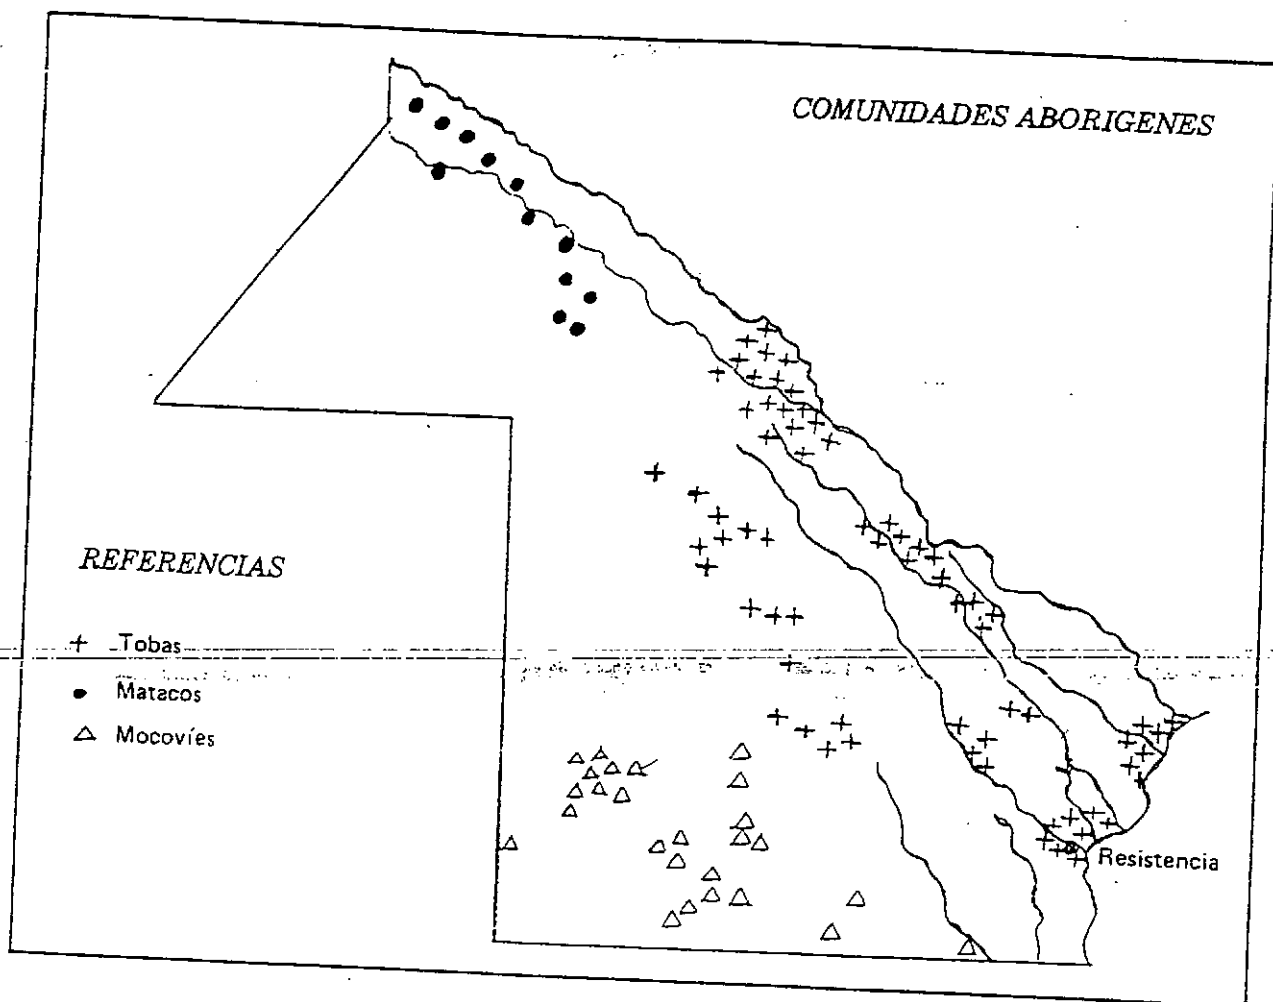 COMUNIDADES ABORIGENES
REFERENCIAS
+ Tobas
● Matacos
△ Mocovíes
Resistencia